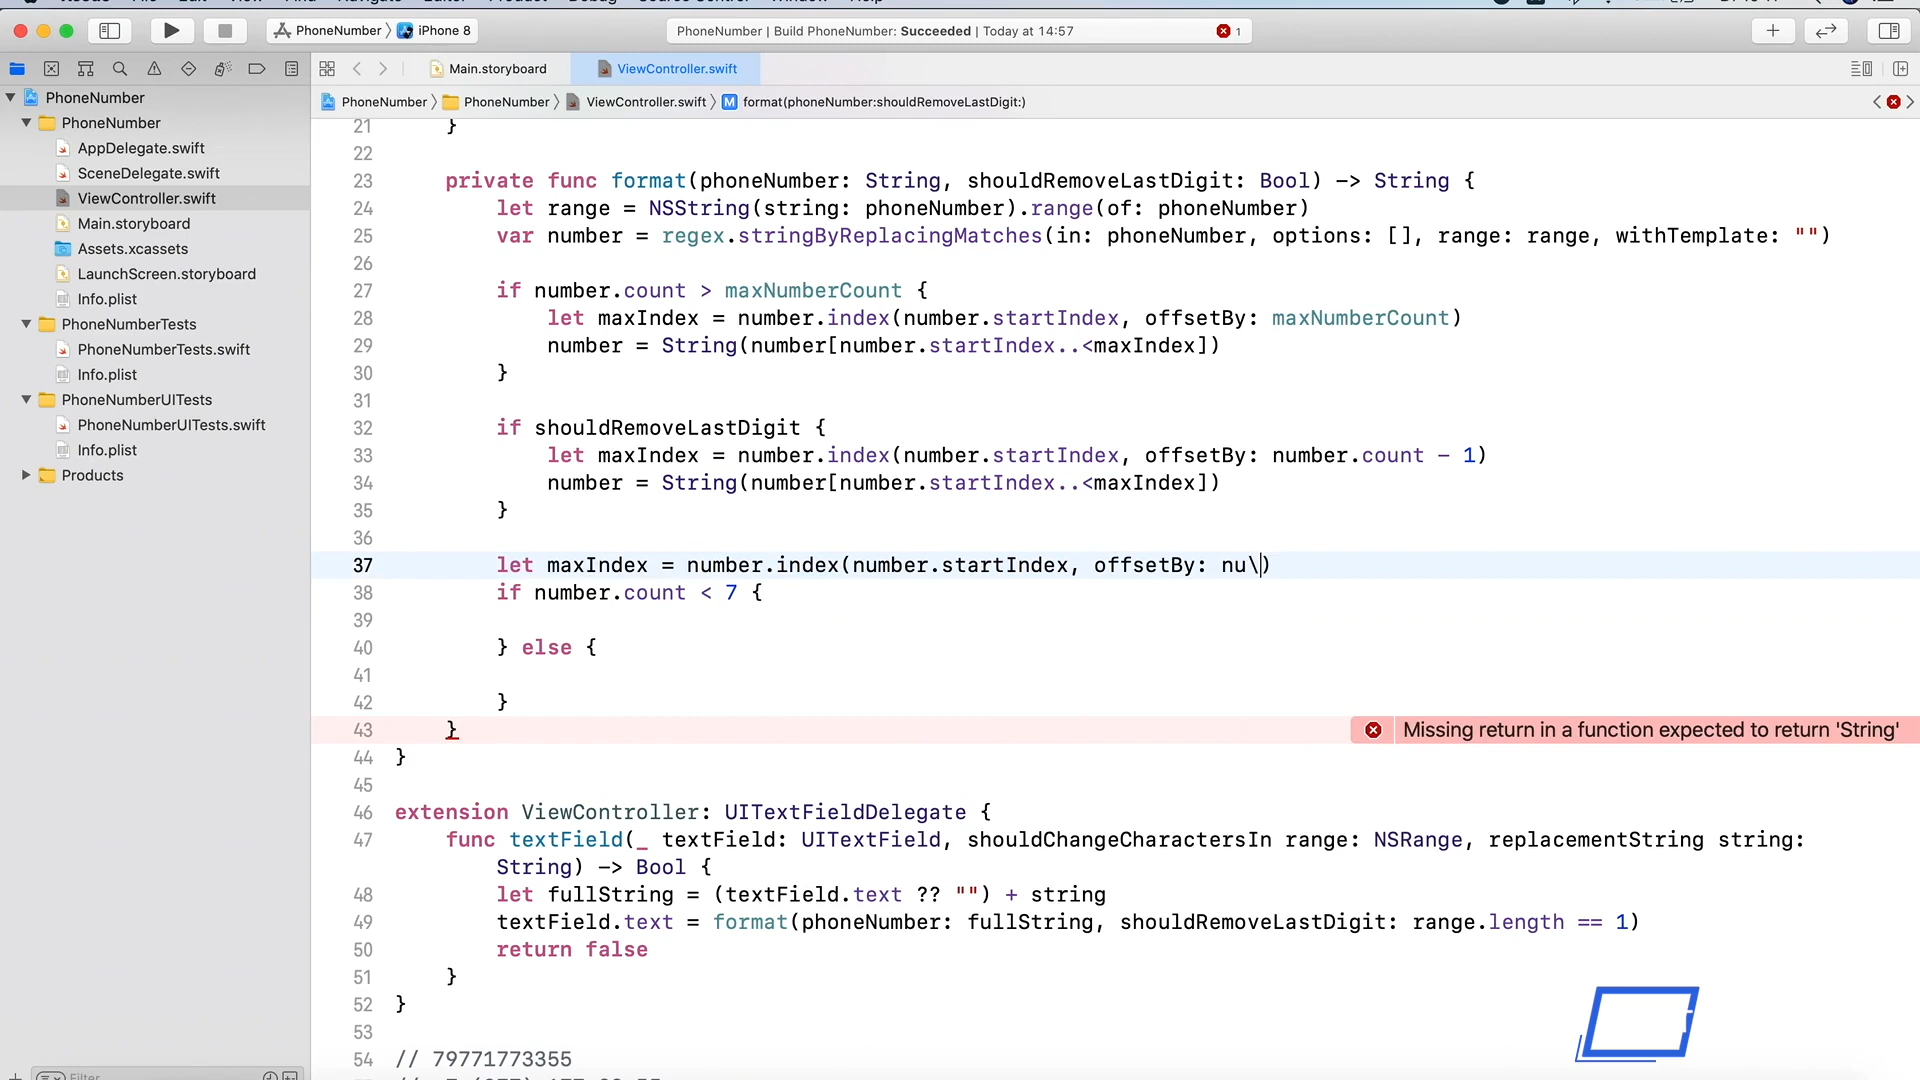 PhoneNumber 〉 iPhone 8
PhoneNumber | Build PhoneNumber: Succeeded | Today at 14:57
1
Main.storyboard
ViewController.swift
PhoneNumber 〉 PhoneNumber 〉 ViewController.swift 〉 M format(phoneNumber:shouldRemoveLastDigit:)
PhoneNumber
PhoneNumber
AppDelegate.swift
SceneDelegate.swift
ViewController.swift
Main.storyboard
Assets.xcassets
LaunchScreen.storyboard
Info.plist
PhoneNumberTests
PhoneNumberTests.swift
Info.plist
PhoneNumberUITests
PhoneNumberUITests.swift
Info.plist
Products
Filter
21 }
22
23 private func format(phoneNumber: String, shouldRemoveLastDigit: Bool) -> String {
24 let range = NSString(string: phoneNumber).range(of: phoneNumber)
25 var number = regex.stringByReplacingMatches(in: phoneNumber, options: [], range: range, withTemplate: "")
26
27 if number.count > maxNumberCount {
28 let maxIndex = number.index(number.startIndex, offsetBy: maxNumberCount)
29 number = String(number[number.startIndex..<maxIndex])
30 }
31
32 if shouldRemoveLastDigit {
33 let maxIndex = number.index(number.startIndex, offsetBy: number.count - 1)
34 number = String(number[number.startIndex..<maxIndex])
35 }
36
37 let maxIndex = number.index(number.startIndex, offsetBy: nu\)
38 if number.count < 7 {
39
40 } else {
41
42 }
43 } Missing return in a function expected to return 'String'
44 }
45
46 extension ViewController: UITextFieldDelegate {
47 func textField(_ textField: UITextField, shouldChangeCharactersIn range: NSRange, replacementString string:
String) -> Bool {
48 let fullString = (textField.text ?? "") + string
49 textField.text = format(phoneNumber: fullString, shouldRemoveLastDigit: range.length == 1)
50 return false
51 }
52 }
53
54 // 79771773355